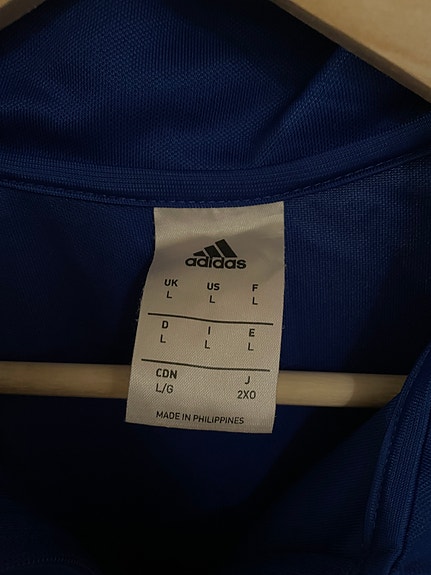 adidas
UK US F
L L L
D I E
L L L
CDN J
L/G 2XO
MADE IN PHILIPPINES